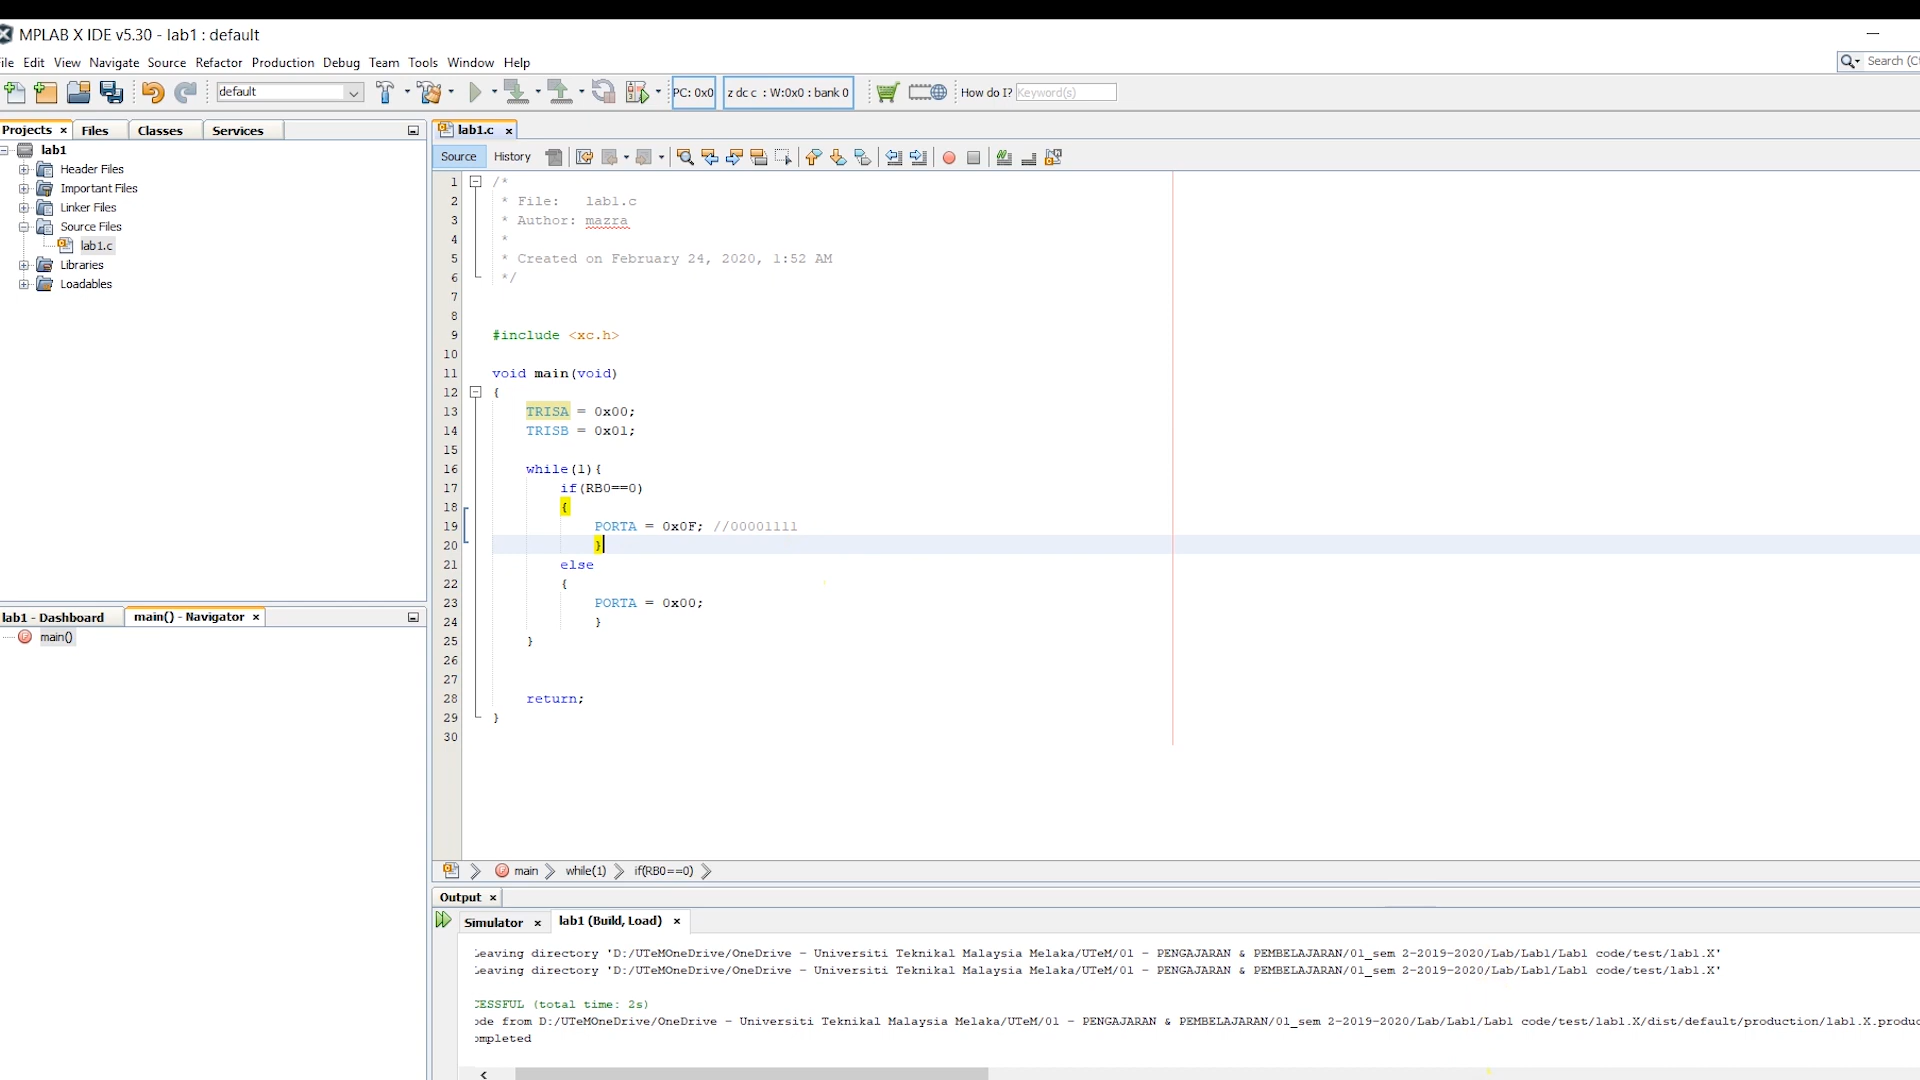 MPLAB X IDE v5.30 - lab1 : default
ile Edit View Navigate Source Refactor Production Debug Team Tools Window Help
Search (Ct
default
PC: 0x0
z dc c : W:0x0 : bank 0
How do I? Keyword(s)
Projects Files Classes Services
lab1
Header Files
Important Files
Linker Files
Source Files
lab1.c
Libraries
Loadables
lab1 - Dashboard main() - Navigator
main()
lab1.c
Source History
1 /*
2 * File: lab1.c
3 * Author: mazra
4 *
5 * Created on February 24, 2020, 1:52 AM
6 */
7
8
9 #include <xc.h>
10
11 void main(void)
12 {
13 TRISA = 0x00;
14 TRISB = 0x01;
15
16 while(1){
17 if(RB0==0)
18 {
19 PORTA = 0x0F; //00001111
20 }
21 else
22 {
23 PORTA = 0x00;
24 }
25 }
26
27
28 return;
29 }
30
main while(1) if(RB0==0)
Output
Simulator lab1 (Build, Load)
Leaving directory 'D:/UTeMOneDrive/OneDrive - Universiti Teknikal Malaysia Melaka/UTeM/01 - PENGAJARAN & PEMBELAJARAN/01_sem 2-2019-2020/Lab/Lab1/Lab1 code/test/lab1.X'
Leaving directory 'D:/UTeMOneDrive/OneDrive - Universiti Teknikal Malaysia Melaka/UTeM/01 - PENGAJARAN & PEMBELAJARAN/01_sem 2-2019-2020/Lab/Lab1/Lab1 code/test/lab1.X'
CESSFUL (total time: 2s)
ode from D:/UTeMOneDrive/OneDrive - Universiti Teknikal Malaysia Melaka/UTeM/01 - PENGAJARAN & PEMBELAJARAN/01_sem 2-2019-2020/Lab/Lab1/Lab1 code/test/lab1.X/dist/default/production/lab1.X.produc
ompleted